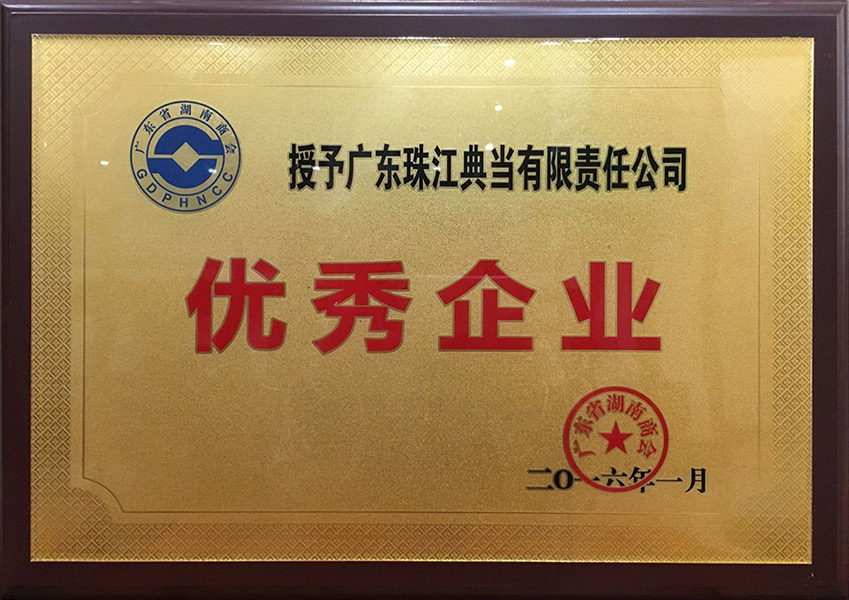 广东省湖南商会
GDPHNCC
授予广东珠江典当有限责任公司
优秀企业
广东省湖南商会
二O一六年一月